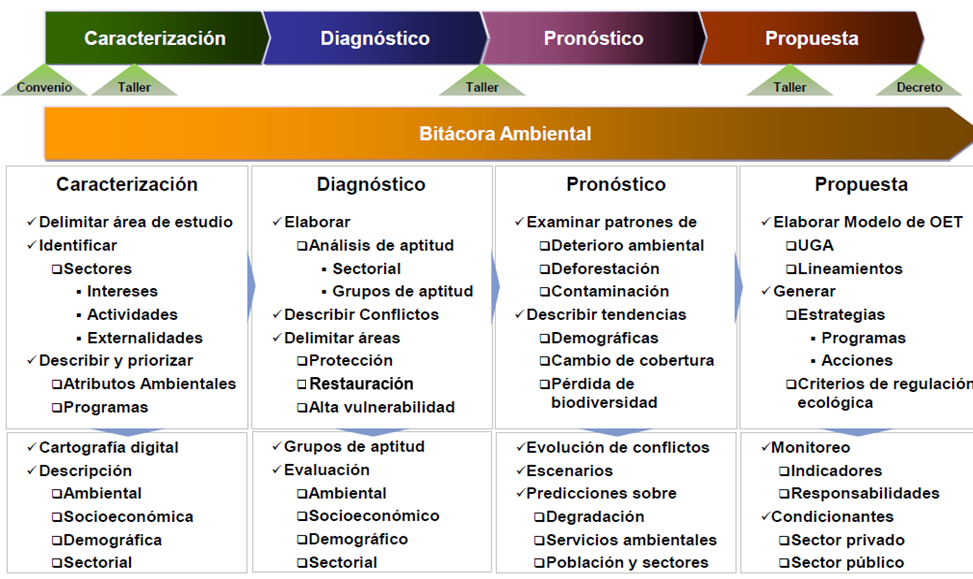 Caracterización
Diagnóstico
Pronóstico
Propuesta
Convenio
Taller
Taller
Taller
Decreto
Bitácora Ambiental
Caracterización
✓Delimitar área de estudio
✓Identificar
❑Sectores
▪ Intereses
▪ Actividades
▪ Externalidades
✓Describir y priorizar
❑Atributos Ambientales
❑Programas
✓Cartografía digital
✓Descripción
❑Ambiental
❑Socioeconómica
❑Demográfica
❑Sectorial
Diagnóstico
✓Elaborar
❑Análisis de aptitud
▪ Sectorial
▪ Grupos de aptitud
✓Describir Conflictos
✓Delimitar áreas
❑Protección
❑Restauración
❑Alta vulnerabilidad
✓Grupos de aptitud
✓Evaluación
❑Ambiental
❑Socioeconómico
❑Demográfico
❑Sectorial
Pronóstico
✓Examinar patrones de
❑Deterioro ambiental
❑Deforestación
❑Contaminación
✓Describir tendencias
❑Demográficas
❑Cambio de cobertura
❑Pérdida de
biodiversidad
✓Evolución de conflictos
✓Escenarios
✓Predicciones sobre
❑Degradación
❑Servicios ambientales
❑Población y sectores
Propuesta
✓Elaborar Modelo de OET
❑UGA
❑Lineamientos
✓Generar
❑Estrategias
▪ Programas
▪ Acciones
❑Criterios de regulación
ecológica
✓Monitoreo
❑Indicadores
❑Responsabilidades
✓Condicionantes
❑Sector privado
❑Sector público